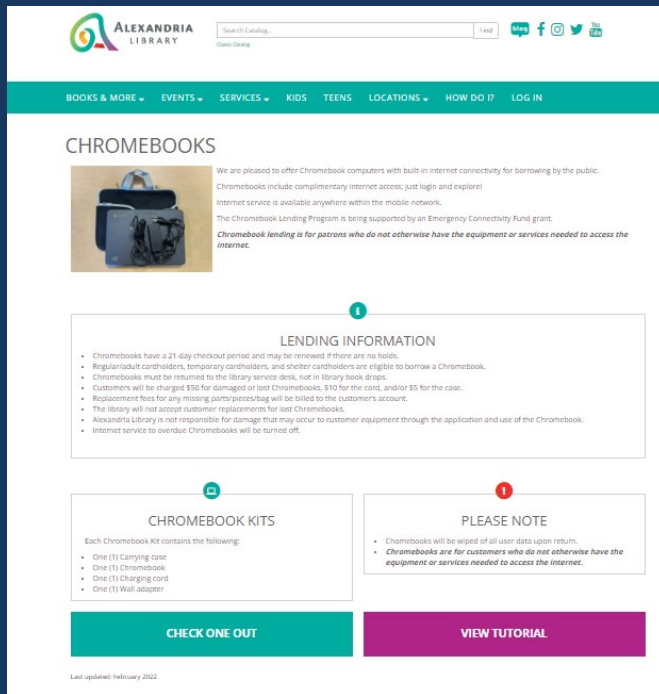 ALEXANDRIA
LIBRARY
Search Catalog...
Find
blog
You
Tube
Classic Catalog
BOOKS & MORE EVENTS SERVICES KIDS TEENS LOCATIONS HOW DO I? LOG IN
CHROMEBOOKS
We are pleased to offer Chromebook computers with built-in internet connectivity for borrowing by the public.
Chromebooks include complimentary internet access; just login and explore!
Internet service is available anywhere within the mobile network.
The Chromebook Lending Program is being supported by an Emergency Connectivity Fund grant.
Chromebook lending is for patrons who do not otherwise have the equipment or services needed to access the
internet.
LENDING INFORMATION
• Chromebooks have a 21-day checkout period and may be renewed if there are no holds.
• Regular/adult cardholders, temporary cardholders, and shelter cardholders are eligible to borrow a Chromebook.
• Chromebooks must be returned to the library service desk, not in library book drops.
• Customers will be charged $50 for damaged or lost Chromebooks, $10 for the cord, and/or $5 for the case.
• Replacement fees for any missing parts/pieces/bag will be billed to the customer's account.
• The library will not accept customer replacements for lost Chromebooks.
• Alexandria Library is not responsible for damage that may occur to customer equipment through the application and use of the Chromebook.
• Internet service to overdue Chromebooks will be turned off.
CHROMEBOOK KITS
Each Chromebook Kit contains the following:
• One (1) Carrying case
• One (1) Chromebook
• One (1) Charging cord
• One (1) Wall adapter
PLEASE NOTE
• Chomebooks will be wiped of all user data upon return.
• Chromebooks are for customers who do not otherwise have the
equipment or services needed to access the internet.
CHECK ONE OUT
VIEW TUTORIAL
Last updated: February 2022